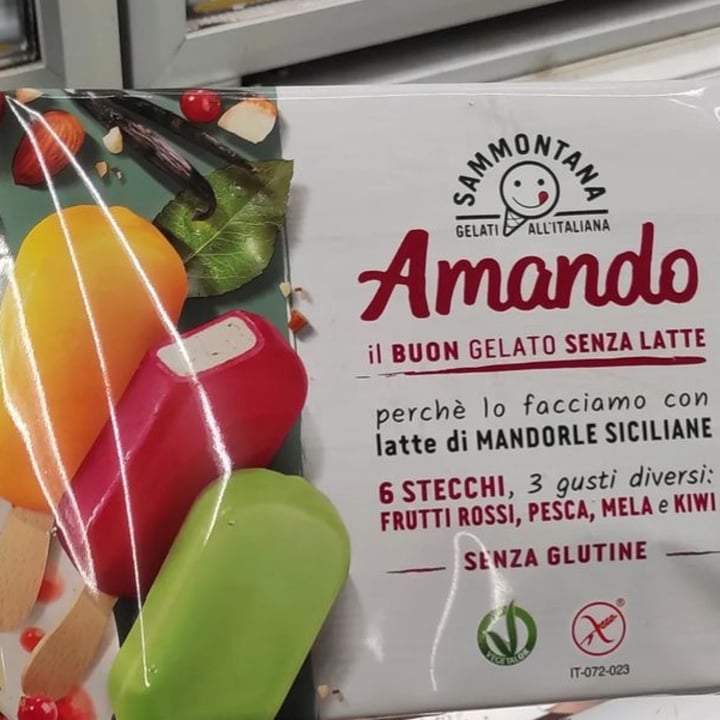 SAMMONTANA
GELATI ALL'ITALIANA
Amando
il BUON GELATO SENZA LATTE
perchè lo facciamo con
latte di MANDORLE SICILIANE
6 STECCHI, 3 gusti diversi:
FRUTTI ROSSI, PESCA, MELA e KIWI
SENZA GLUTINE
VEGETALOK
®
IT-072-023